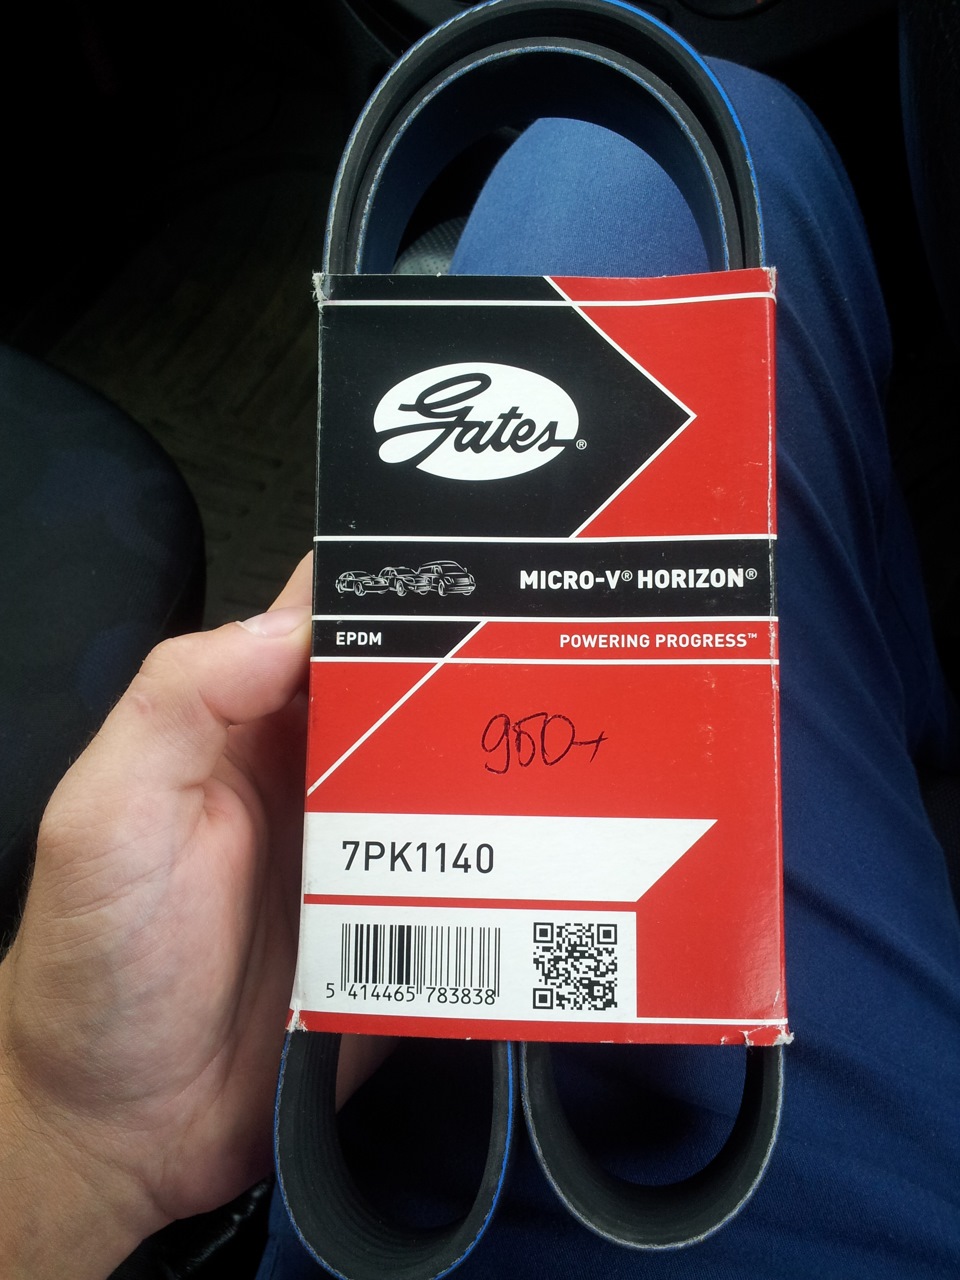 Gates®
MICRO-V® HORIZON®
EPDM
POWERING PROGRESS™
950
7PK1140
5 414465 783838